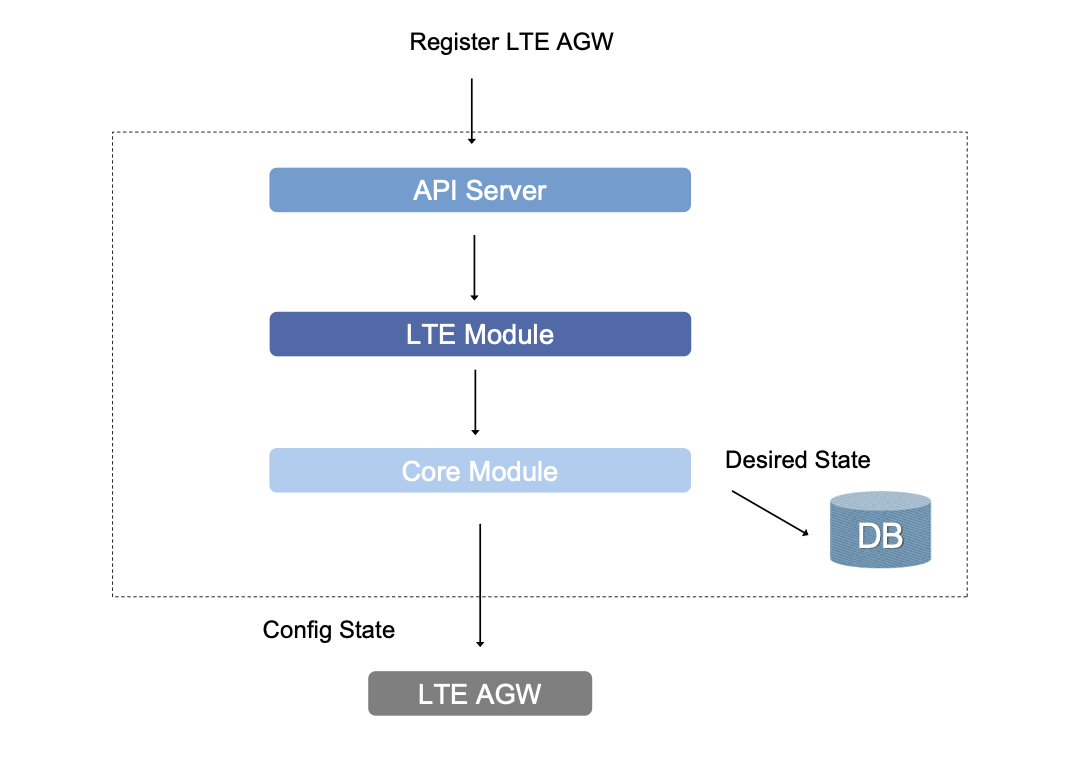 Register LTE AGW
API Server
LTE Module
Core Module
Desired State
DB
Config State
LTE AGW